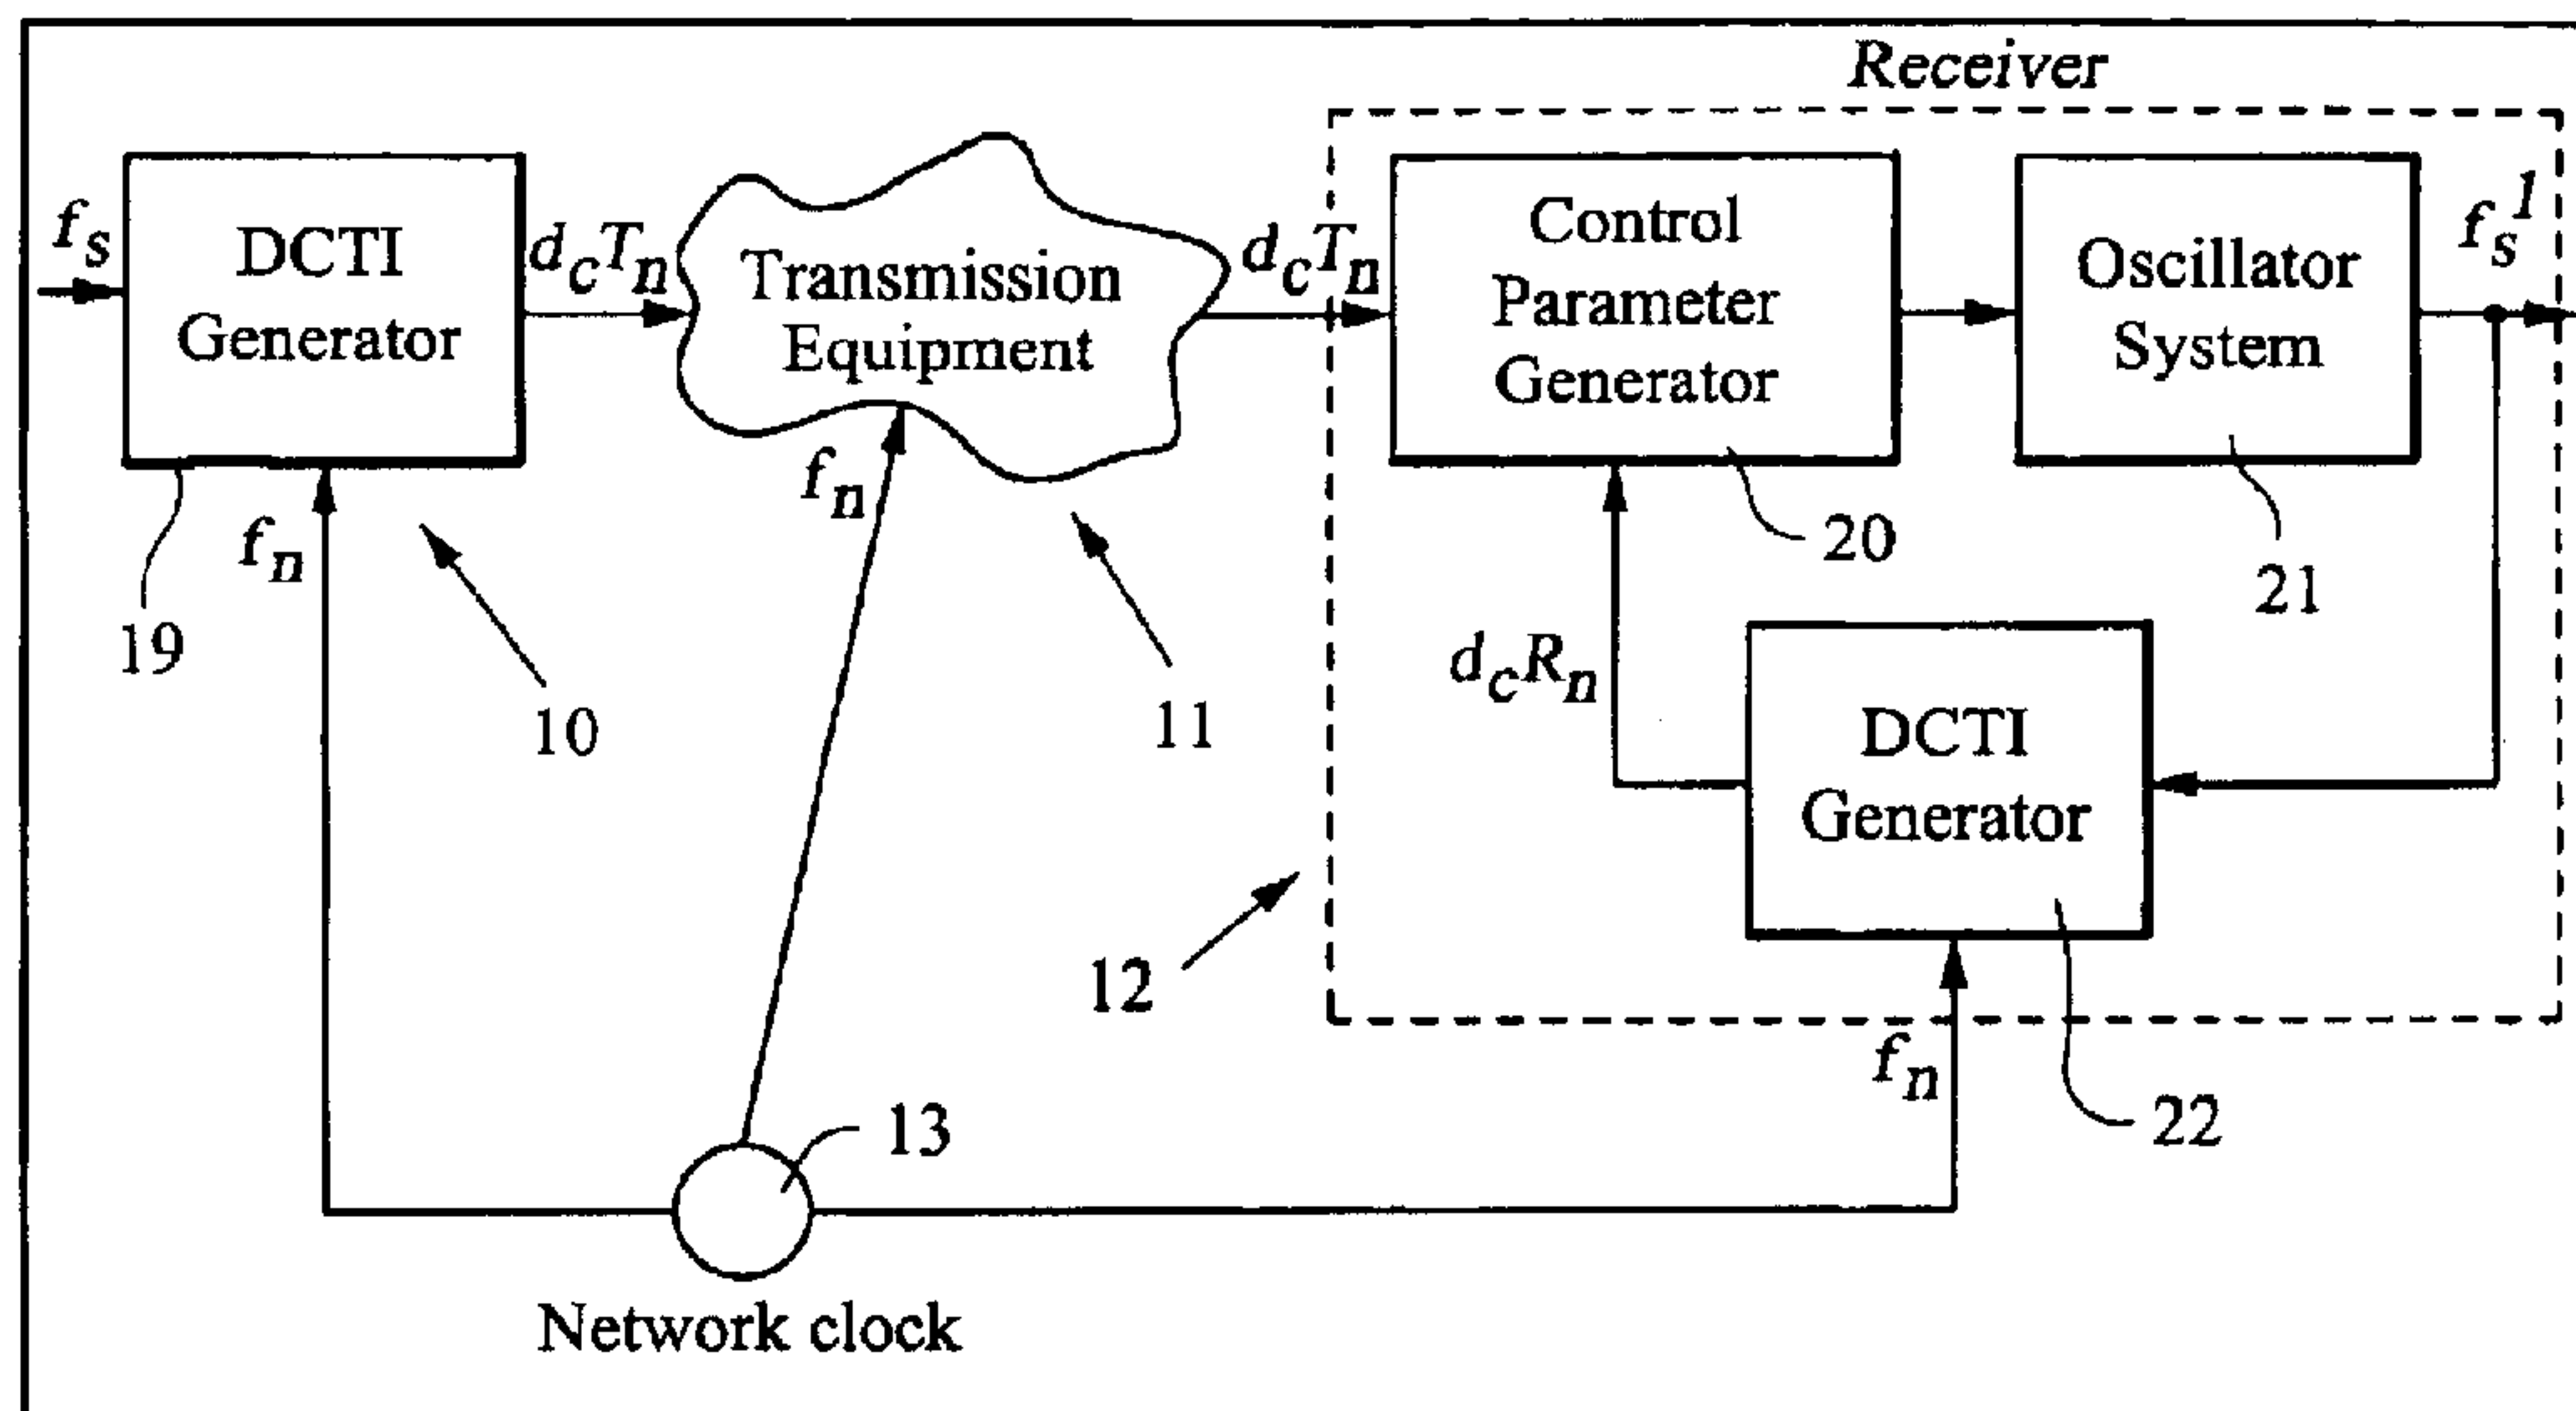 Receiver
f_s
DCTI
Generator
d_cT_n
Transmission
Equipment
d_cT_n
Control
Parameter
Generator
Oscillator
System
f_s^1
f_n
f_n
19
10
11
20
21
d_cR_n
DCTI
Generator
12
f_n
22
13
Network clock